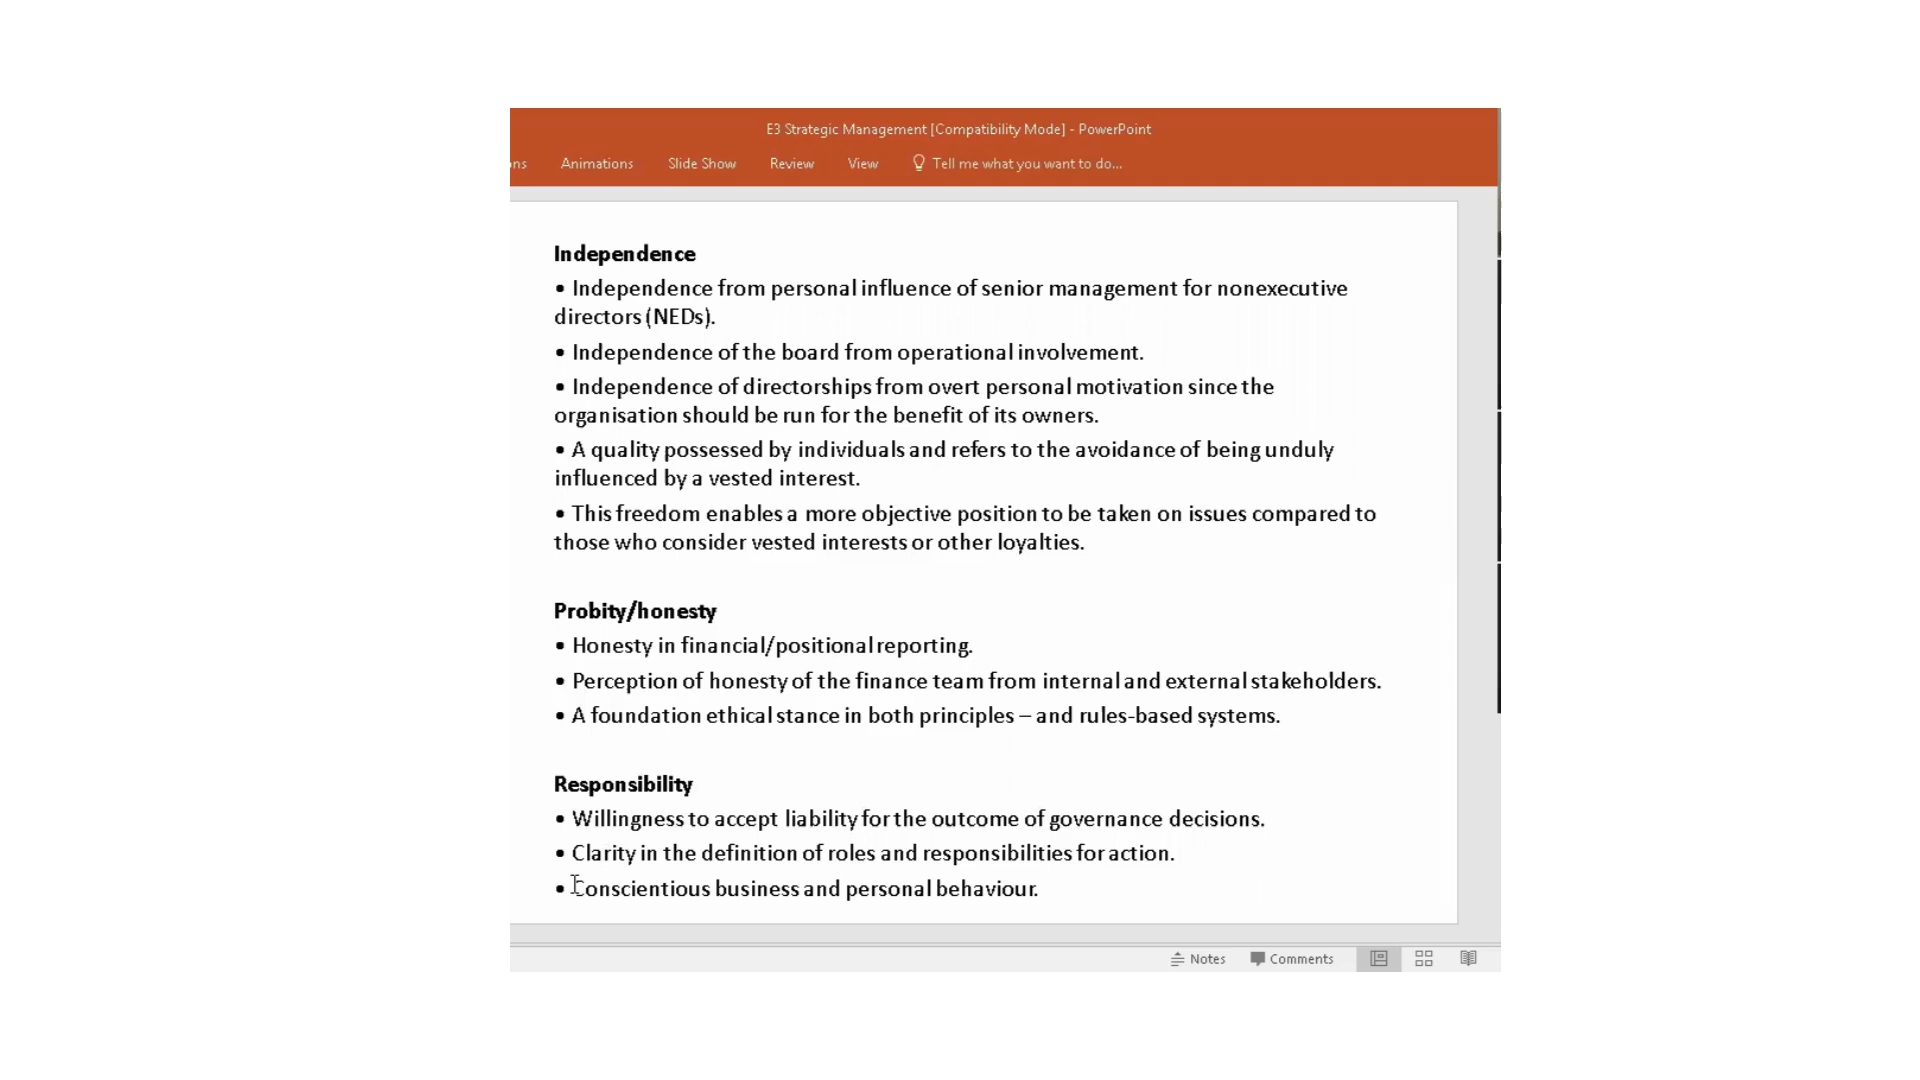 E3 Strategic Management [Compatibility Mode] - PowerPoint
ons Animations Slide Show Review View Tell me what you want to do...
Independence
• Independence from personal influence of senior management for nonexecutive
directors (NEDs).
• Independence of the board from operational involvement.
• Independence of directorships from overt personal motivation since the
organisation should be run for the benefit of its owners.
• A quality possessed by individuals and refers to the avoidance of being unduly
influenced by a vested interest.
• This freedom enables a more objective position to be taken on issues compared to
those who consider vested interests or other loyalties.
Probity/honesty
• Honesty in financial/positional reporting.
• Perception of honesty of the finance team from internal and external stakeholders.
• A foundation ethical stance in both principles – and rules-based systems.
Responsibility
• Willingness to accept liability for the outcome of governance decisions.
• Clarity in the definition of roles and responsibilities for action.
• Conscientious business and personal behaviour.
Notes Comments